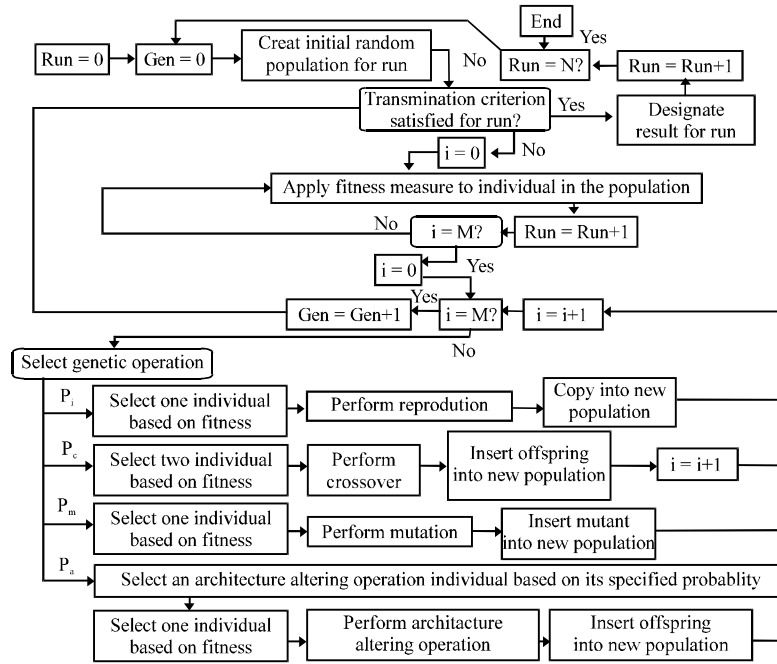 End
Yes
Run = 0
Gen = 0
Creat initial random
population for run
No
Run = N?
Run = Run+1
Transmination criterion
satisfied for run?
Yes
Designate
result for run
i = 0
No
Apply fitness measure to individual in the population
No
i = M?
Run = Run+1
i = 0
Yes
Gen = Gen+1
Yes
i = M?
i = i+1
No
Select genetic operation
Pi
Select one individual
based on fitness
Perform reprodution
Copy into new
population
Pc
Select two individual
based on fitness
Perform
crossover
Insert offspring
into new population
i = i+1
Pm
Select one individual
based on fitness
Perform mutation
Insert mutant
into new population
Pa
Select an architecture altering operation individual based on its specified probablity
Select one individual
based on fitness
Perform architacture
altering operation
Insert offspring
into new population